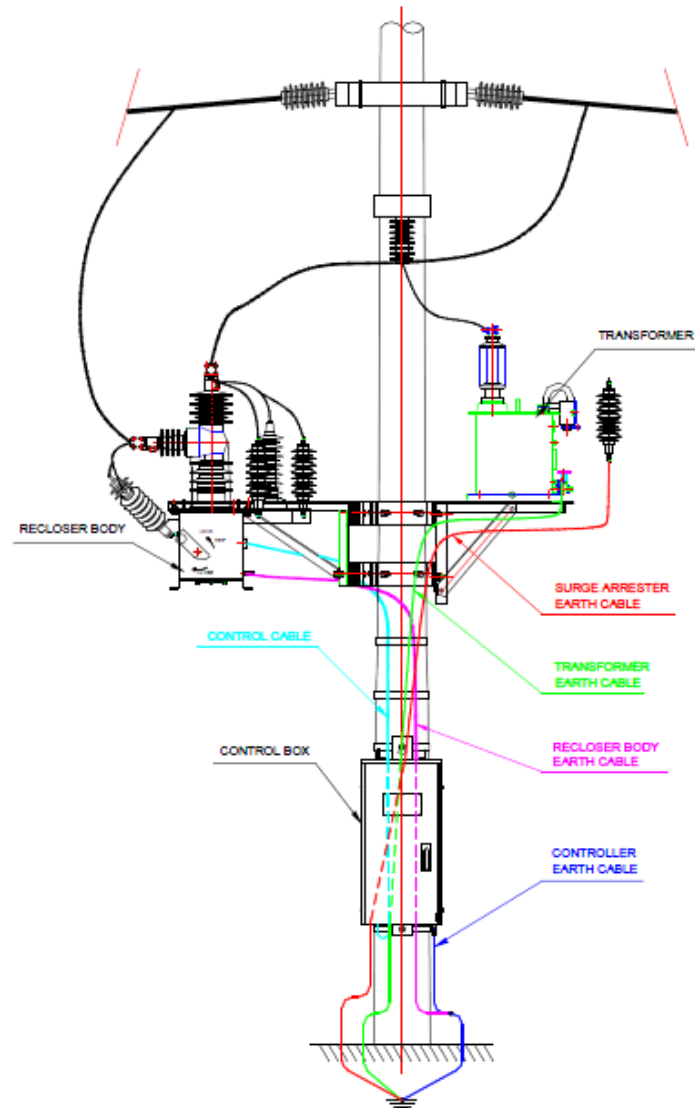 TRANSFORMER
RECLOSER BODY
SURGE ARRESTER
EARTH CABLE
CONTROL CABLE
TRANSFORMER
EARTH CABLE
CONTROL BOX
RECLOSER BODY
EARTH CABLE
CONTROLLER
EARTH CABLE